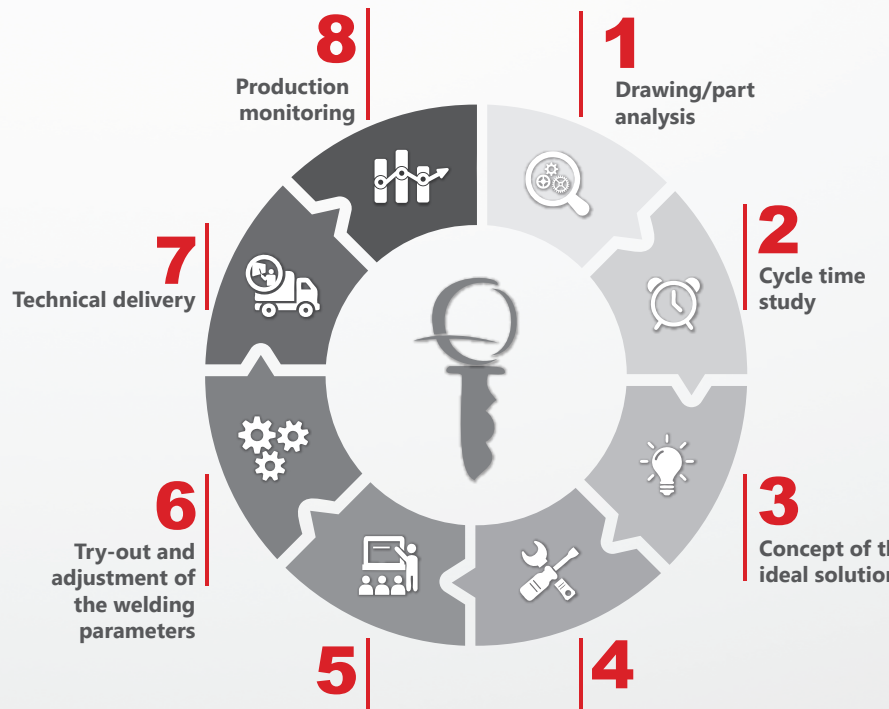 1
Drawing/part
analysis
2
Cycle time
study
3
Concept of
ideal solution
4
5
6
Try-out and
adjustment of
the welding
parameters
7
Technical delivery
8
Production
monitoring